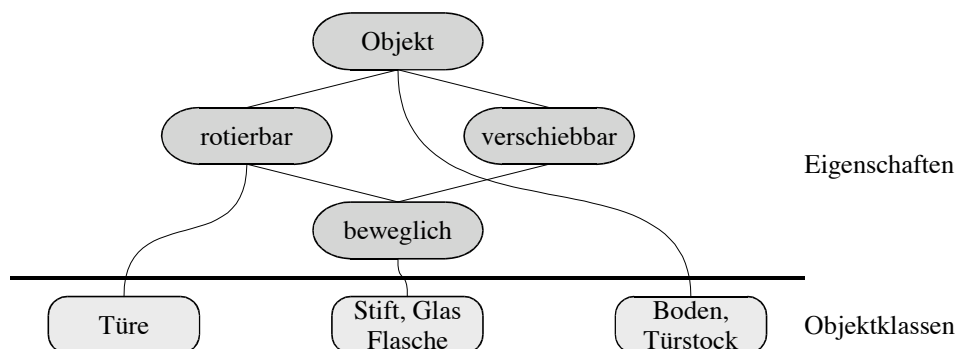 Objekt
rotierbar
verschiebbar
Eigenschaften
beweglich
Türe
Stift, Glas
Flasche
Boden,
Türstock
Objektklassen